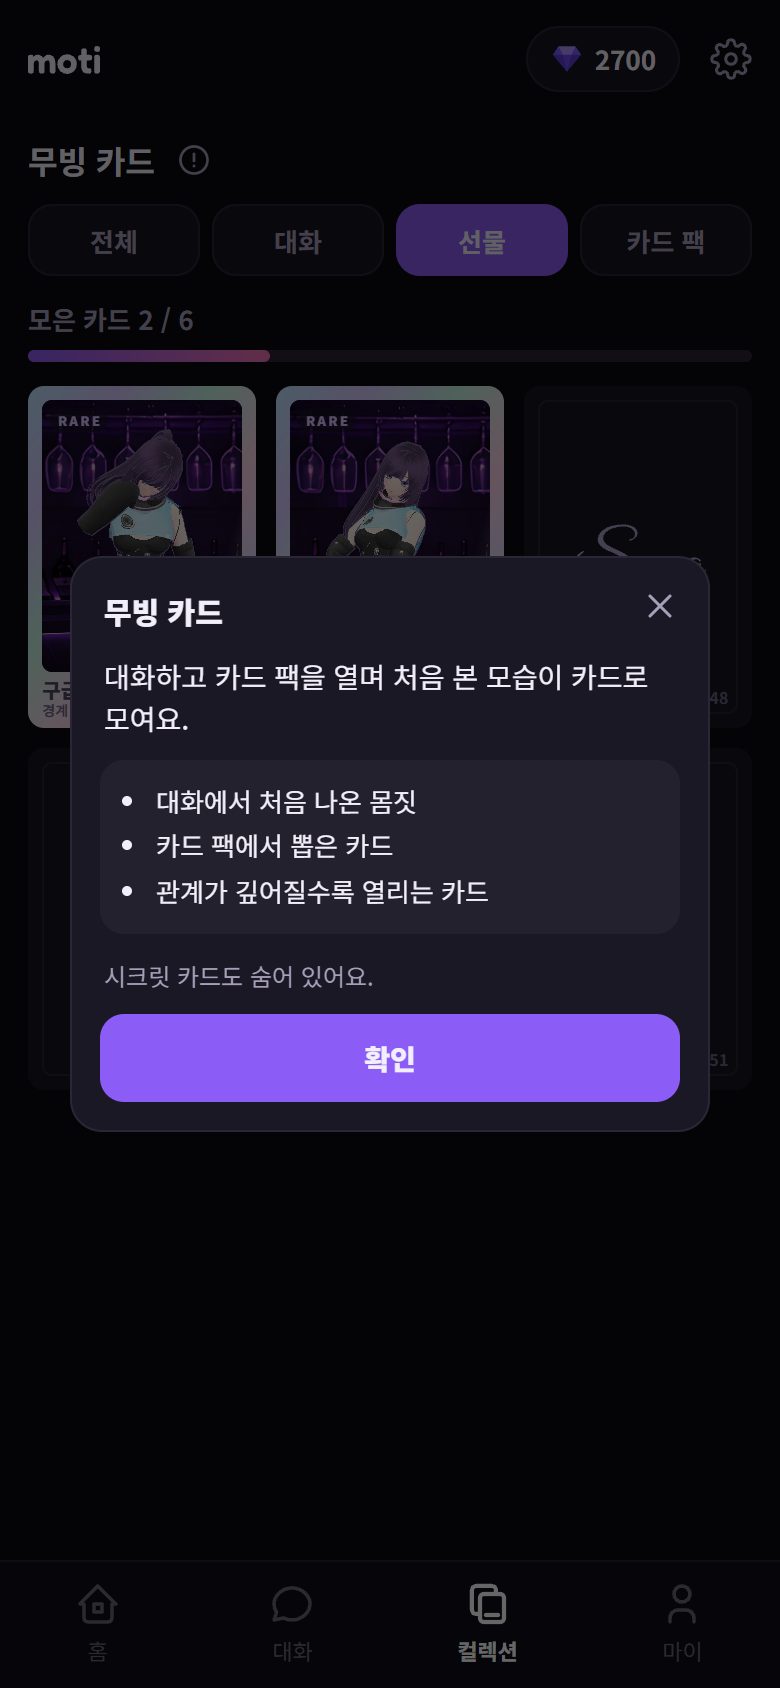 moti
2700
무빙 카드
전체
대화
선물
카드 팩
모은 카드 2 / 6
RARE
RARE
S
48
경계
무빙 카드
대화하고 카드 팩을 열며 처음 본 모습이 카드로
모여요.
• 대화에서 처음 나온 몸짓
• 카드 팩에서 뽑은 카드
• 관계가 깊어질수록 열리는 카드
시크릿 카드도 숨어 있어요.
확인
51
홈
대화
컬렉션
마이